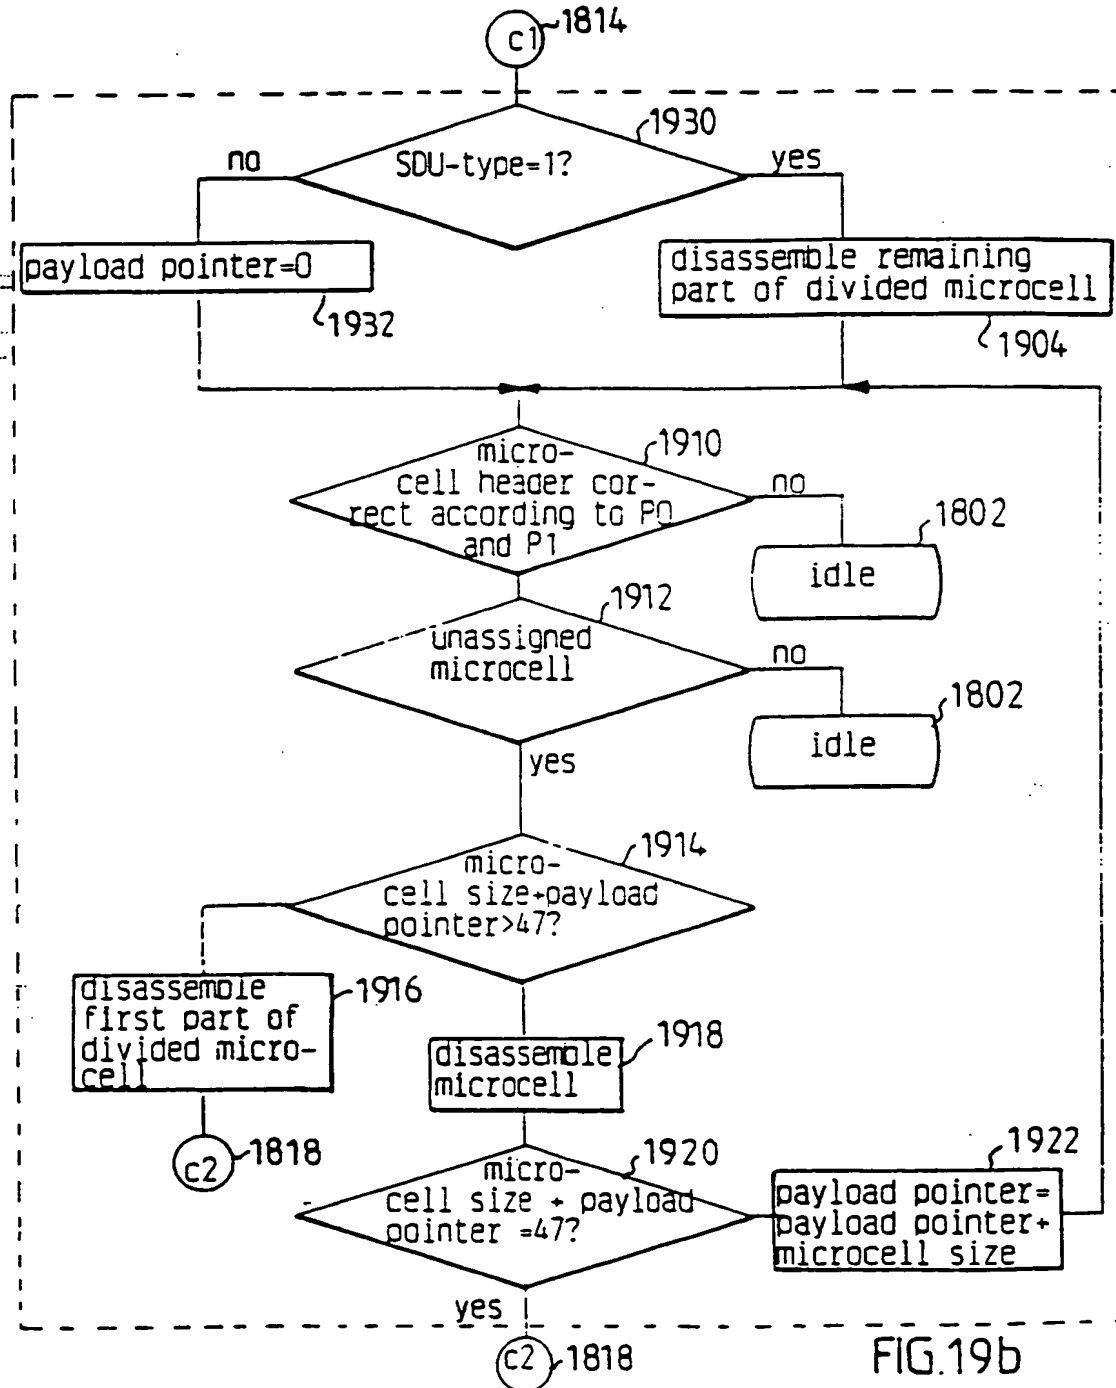 c1
1814
1930
SDU-type=1?
no
yes
payload pointer=0
1932
disassemble remaining
part of divided microcell
1904
1910
micro-
cell header cor-
rect according to P0
and P1
no
1802
idle
1912
unassigned
microcell
no
1802
idle
yes
1914
micro-
cell size+payload
pointer>47?
disassemble
first part of
divided micro-
cell
1916
1918
disassemble
microcell
c2
1818
1920
micro-
cell size + payload
pointer =47?
1922
payload pointer=
payload pointer+
microcell size
yes
c2
1818
FIG.19b